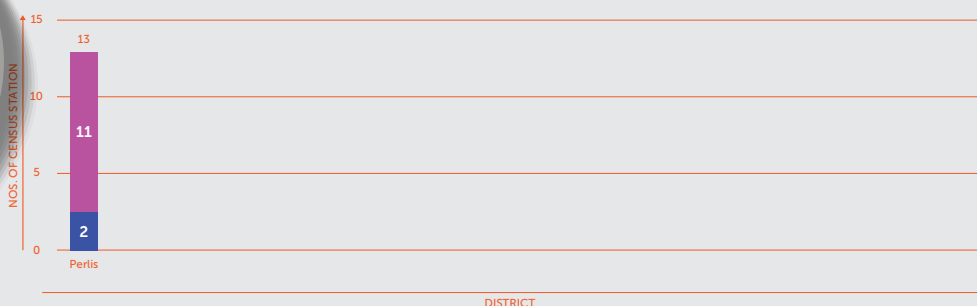 15
13
10
11
5
2
0
Perlis
NOS. OF CENSUS STATION
DISTRICT